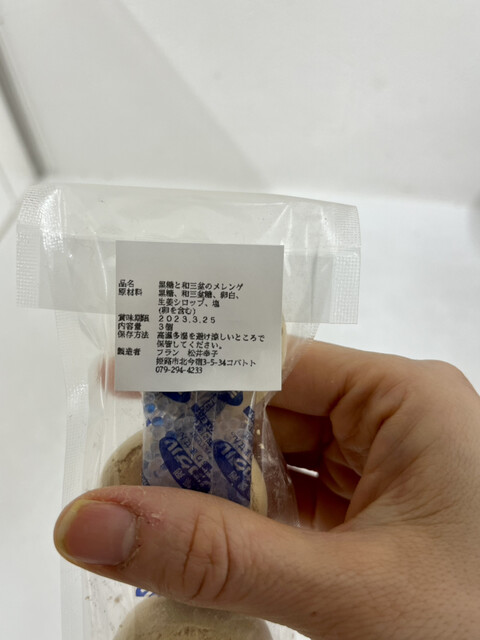 品名 黒糖と和三盆のメレンゲ
原材料 黒糖、和三盆糖、卵白、
生姜シロップ、塩
(卵を含む)
賞味期限 2023.3.25
内容量 3個
保存方法 高温多湿を避け涼しいところで
保管してください。
製造者 フラン 松井幸子
姫路市北今宿3-5-34コバトト
079-294-4233